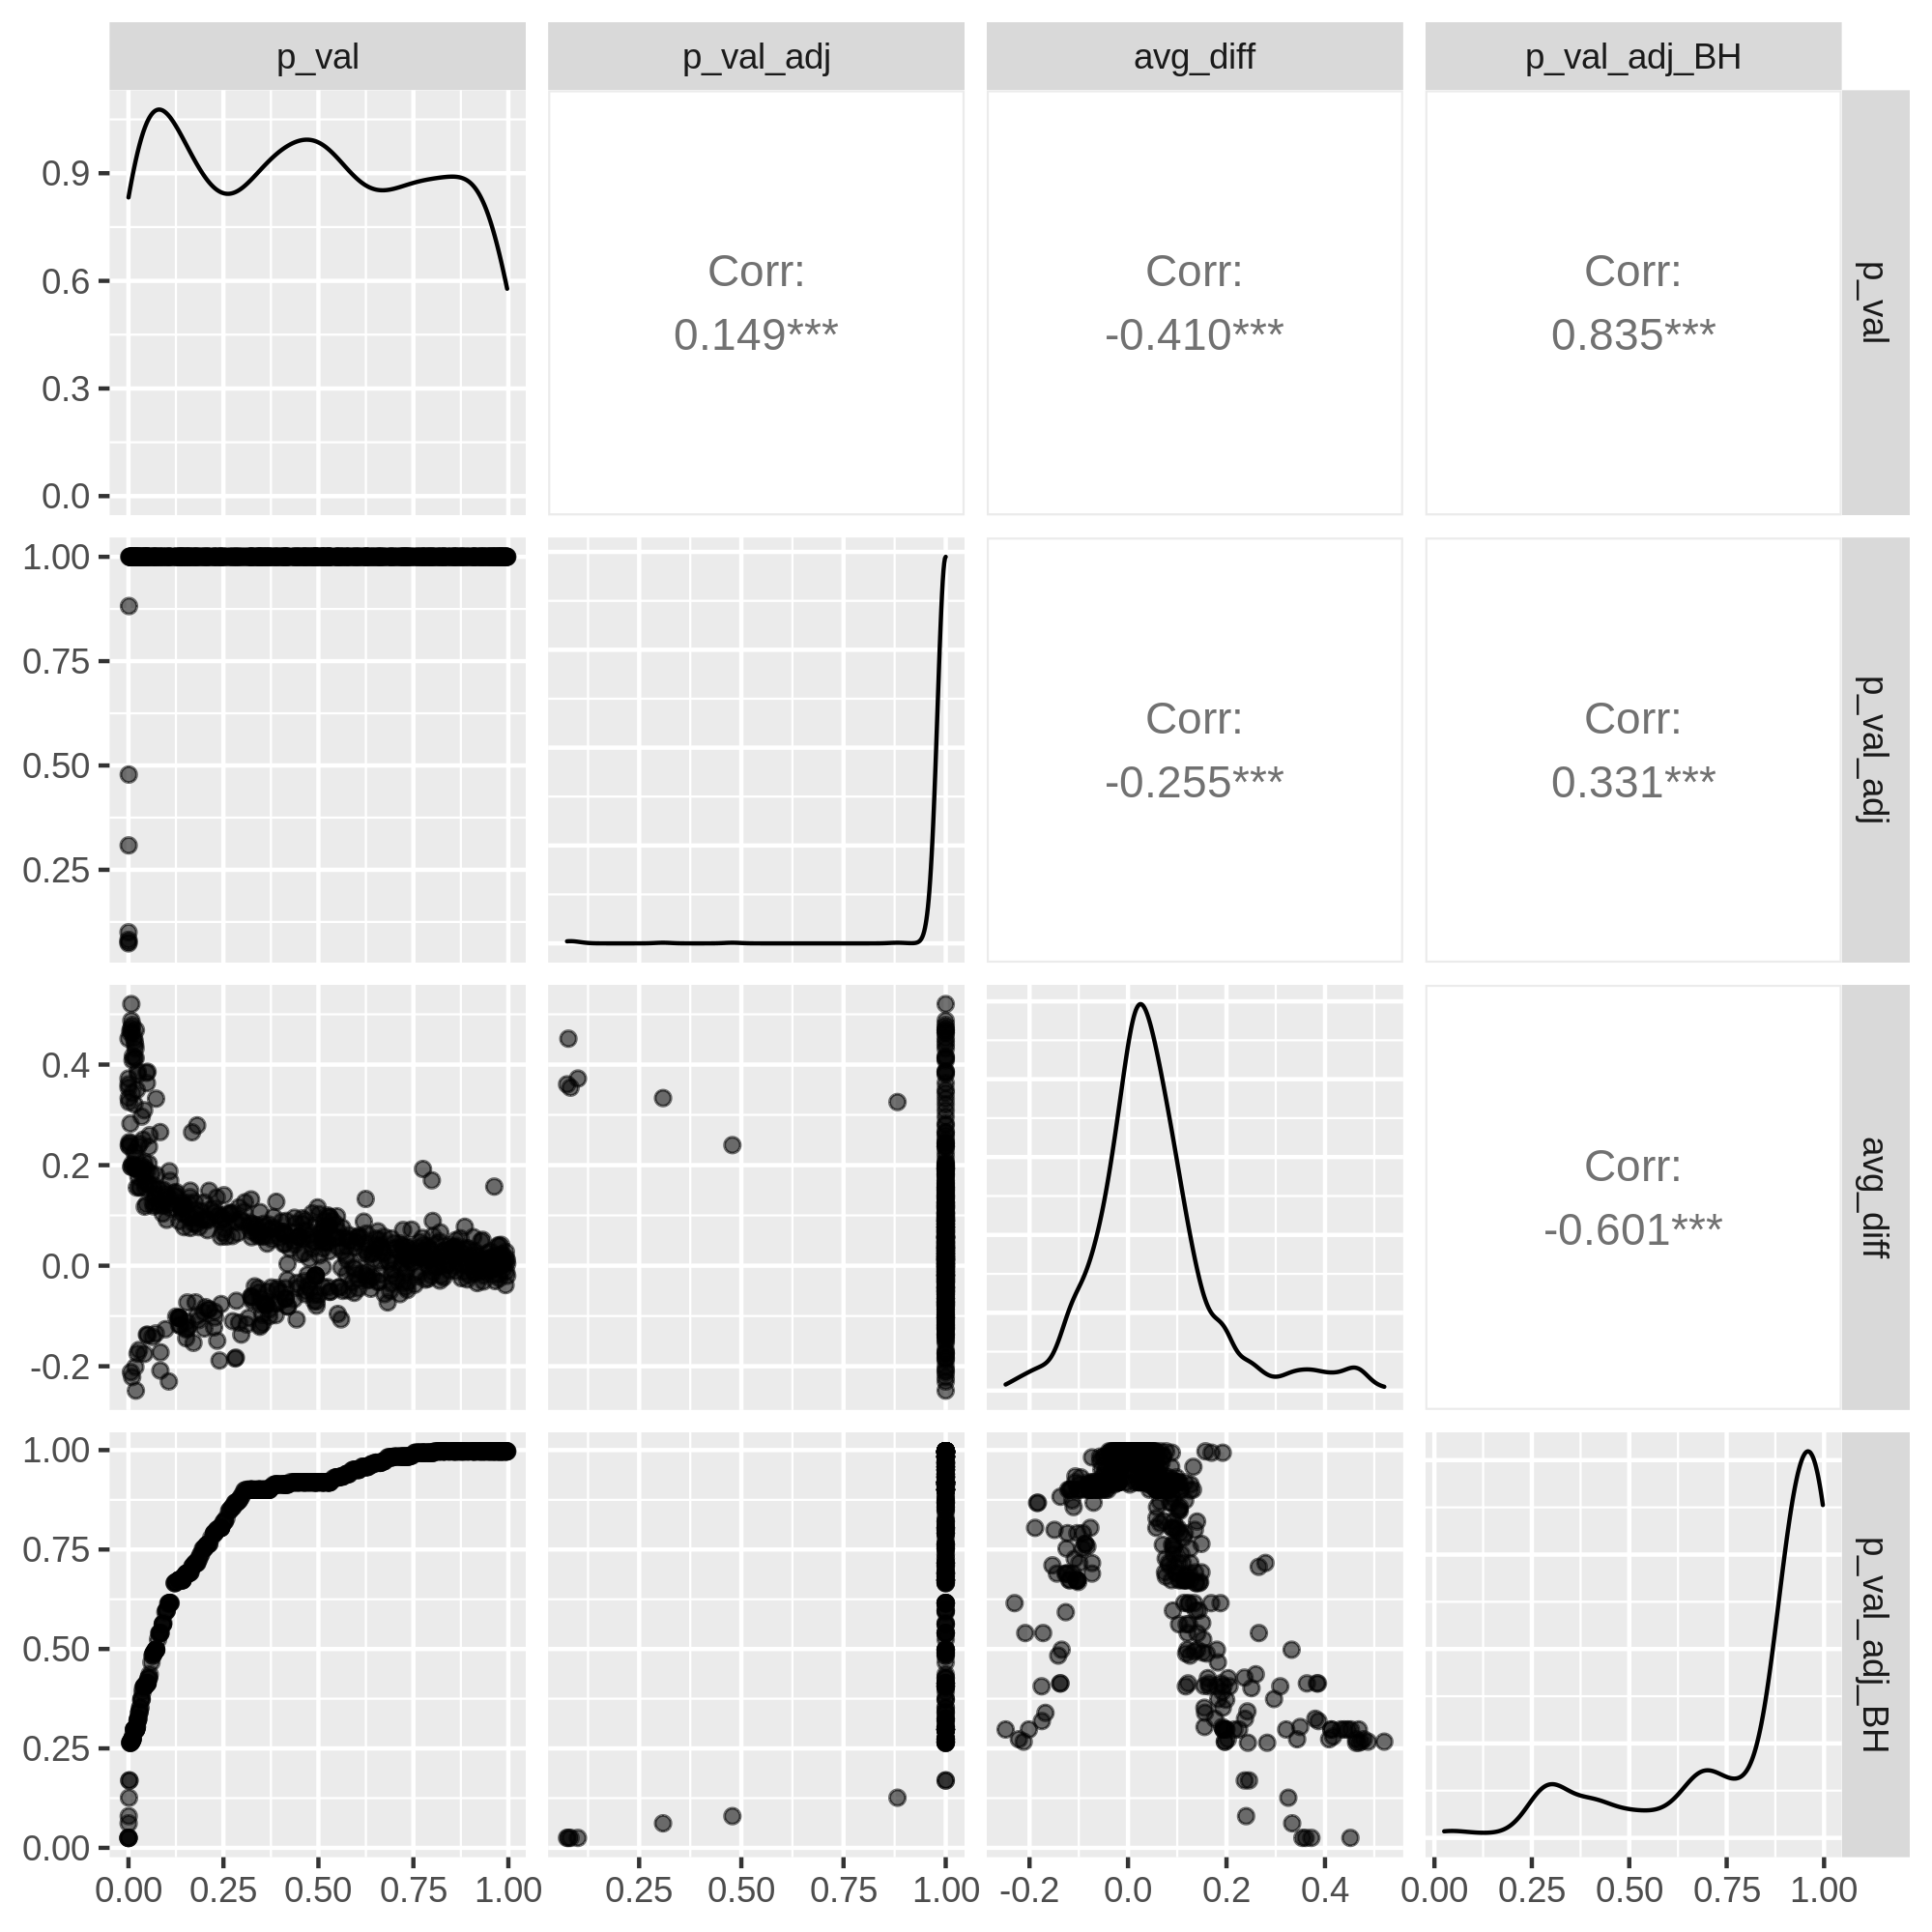 p_val
p_val_adj
avg_diff
p_val_adj_BH
0.9
0.6
0.3
0.0
Corr:
0.149***
Corr:
-0.410***
Corr:
0.835***
p_val
1.00
0.75
0.50
0.25
Corr:
-0.255***
Corr:
0.331***
p_val_adj
0.4
0.2
0.0
-0.2
Corr:
-0.601***
avg_diff
1.00
0.75
0.50
0.25
0.00
p_val_adj_BH
0.00 0.25 0.50 0.75 1.00
0.25 0.50 0.75 1.00
-0.2 0.0 0.2 0.4
0.00 0.25 0.50 0.75 1.00